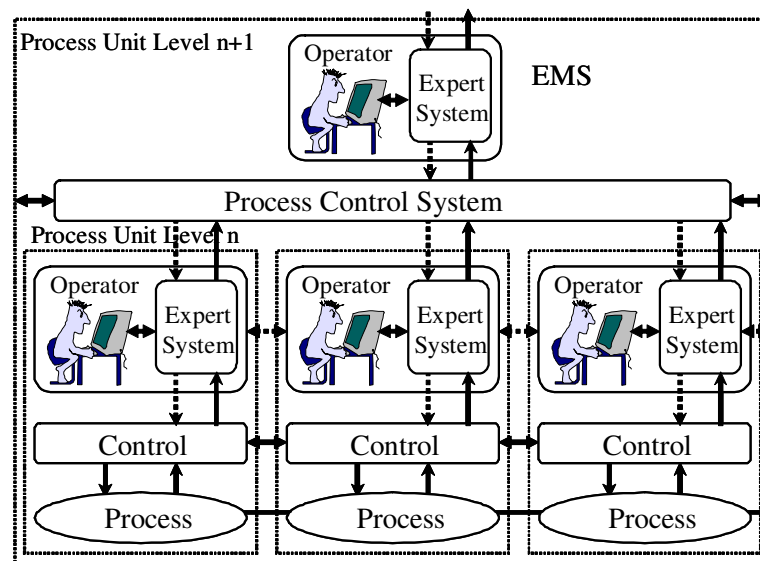 Process Unit Level n+1
Operator
Expert
System
EMS
Process Control System
Process Unit Level n
Operator
Expert
System
Operator
Expert
System
Operator
Expert
System
Control
Control
Control
Process
Process
Process